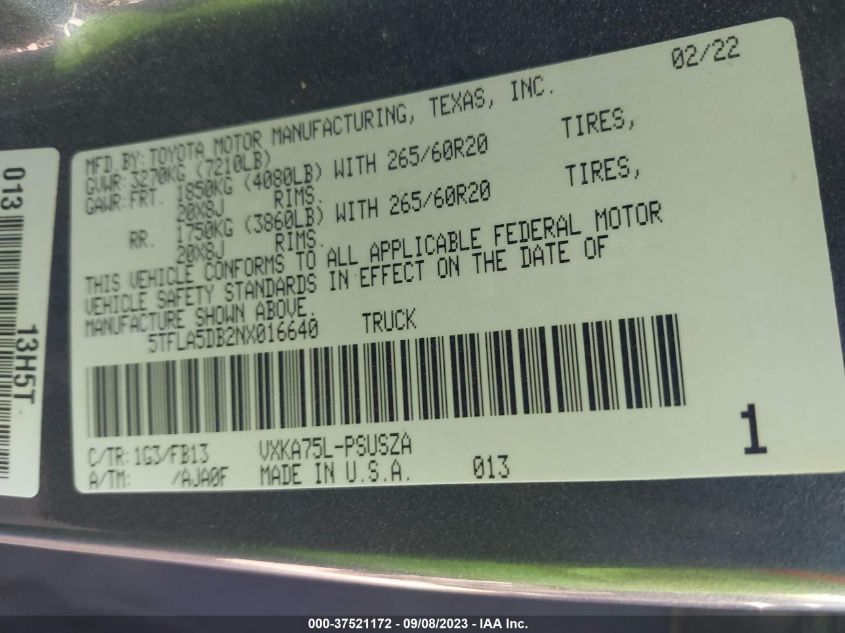 02/22
MFD.BY:TOYOTA MOTOR MANUFACTURING, TEXAS, INC.
GVWR:3270KG (7210LB)
GAWR:FRT. 1850KG (4080LB) WITH 265/60R20 TIRES,
20X8J RIMS.
RR. 1750KG (3860LB) WITH 265/60R20 TIRES,
20X8J RIMS.
THIS VEHICLE CONFORMS TO ALL APPLICABLE FEDERAL MOTOR
VEHICLE SAFETY STANDARDS IN EFFECT ON THE DATE OF
MANUFACTURE SHOWN ABOVE.
5TFLA5DB2NX016640 TRUCK
C/TR:1G3/FB13 VXKA75L-PSUSZA
A/TM: /AJA0F MADE IN U.S.A. 013
1
013
13H5T
000-37521172 - 09/08/2023 - IAA Inc.